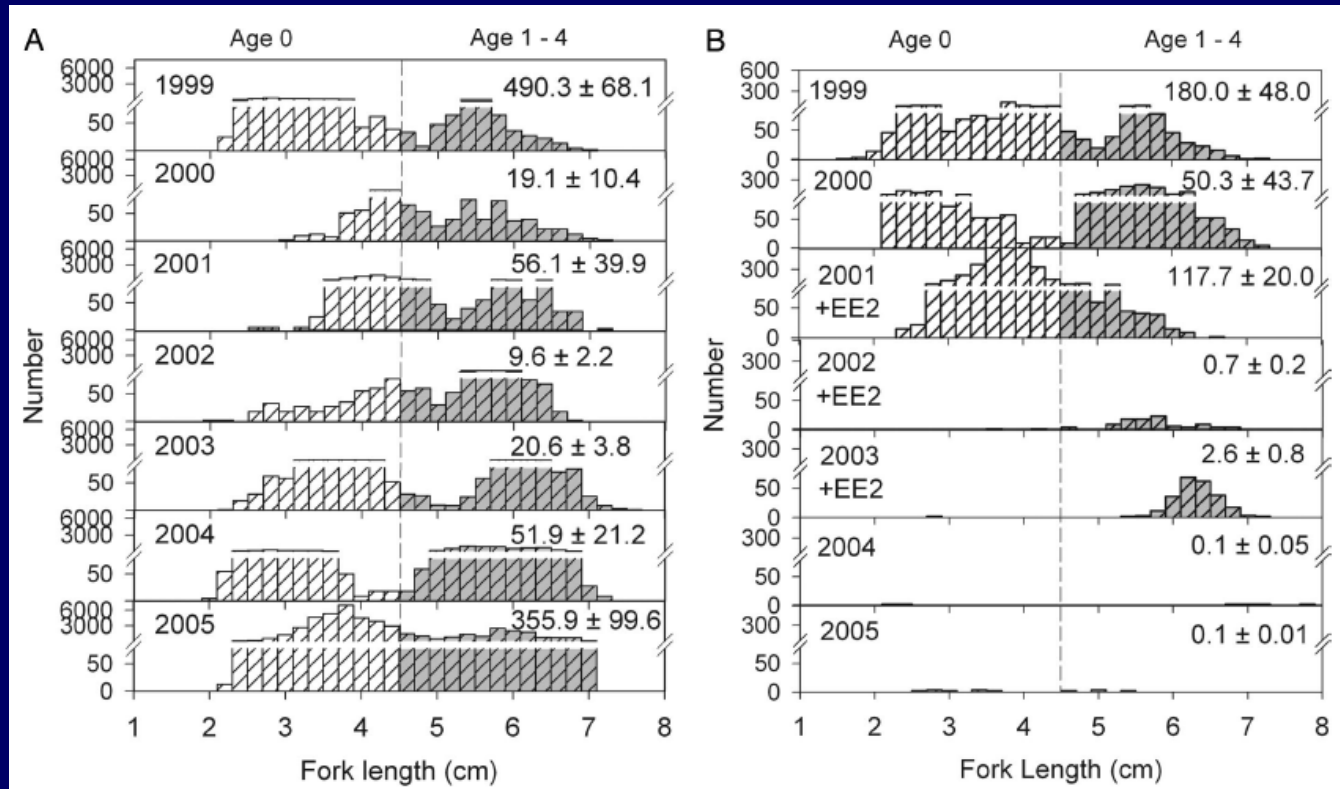 A
Age 0
Age 1 - 4
6000
3000
1999
490.3 ± 68.1
50
6000
3000
2000
19.1 ± 10.4
50
6000
3000
2001
56.1 ± 39.9
50
6000
3000
2002
9.6 ± 2.2
50
6000
3000
2003
20.6 ± 3.8
50
6000
3000
2004
51.9 ± 21.2
50
6000
3000
2005
355.9 ± 99.6
50
0
1 2 3 4 5 6 7 8
Fork length (cm)
Number
B
Age 0
Age 1 - 4
600
300
1999
180.0 ± 48.0
50
0
300
2000
50.3 ± 43.7
50
0
300
2001
+EE2
117.7 ± 20.0
50
0
300
2002
+EE2
0.7 ± 0.2
50
0
300
2003
+EE2
2.6 ± 0.8
50
0
300
2004
0.1 ± 0.05
50
0
300
2005
0.1 ± 0.01
50
0
1 2 3 4 5 6 7 8
Fork Length (cm)
Number